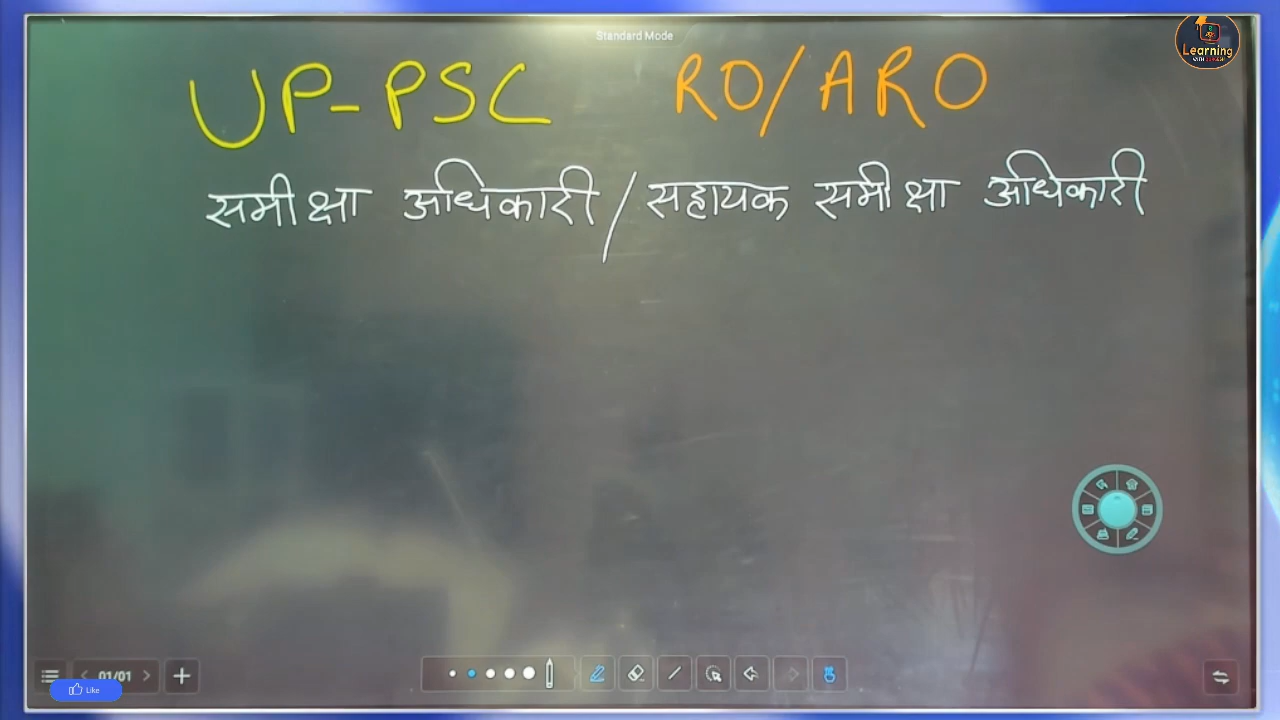 Standard Mode
Learning
UP-PSC RO/ARO
समीक्षा अधिकारी / सहायक समीक्षा अधिकारी
01/01
Like